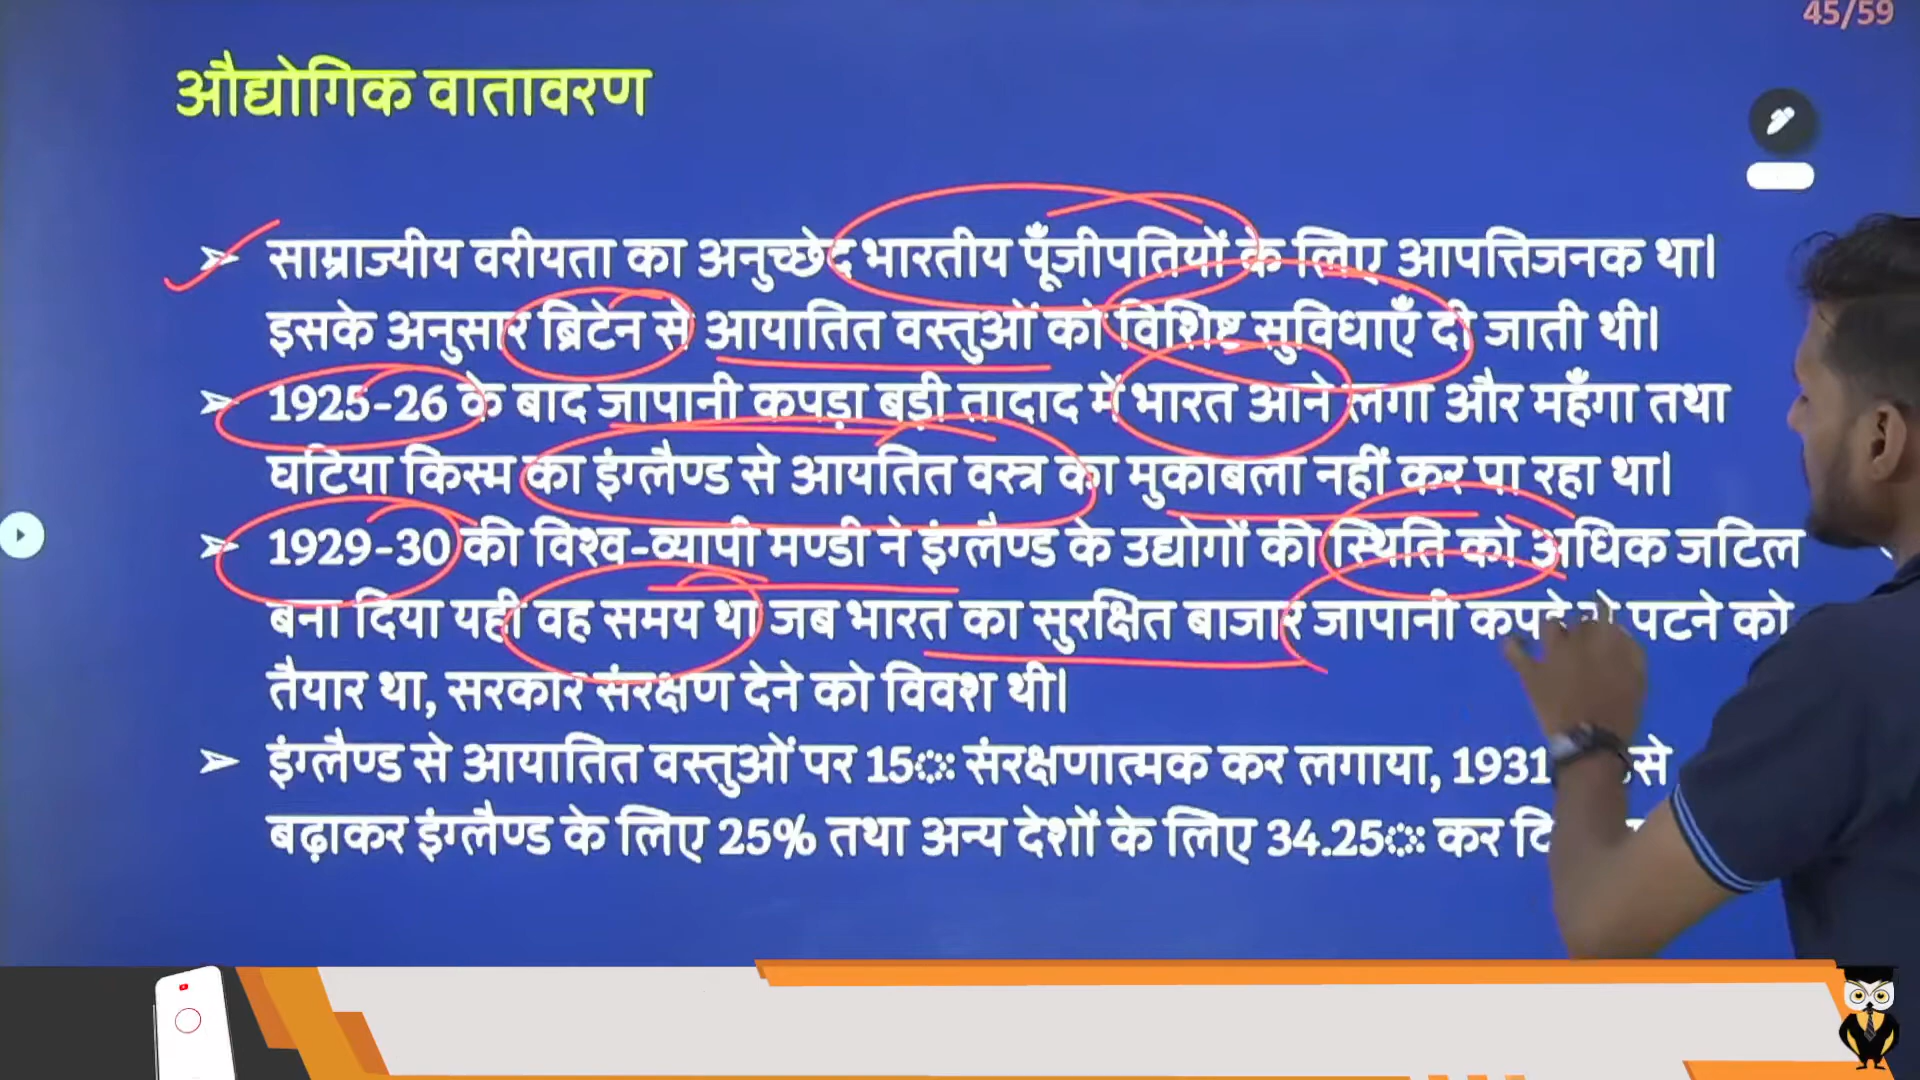 45/59
औद्योगिक वातावरण
➢ साम्राज्यीय वरीयता का अनुच्छेद भारतीय पूँजीपतियों के लिए आपत्तिजनक था।
इसके अनुसार ब्रिटेन से आयातित वस्तुओं को विशिष्ट सुविधाएँ दी जाती थी।
➢ 1925-26 के बाद जापानी कपड़ा बड़ी तादाद में भारत आने लगा और महँगा तथा
घटिया किस्म का इंग्लैण्ड से आयतित वस्त्र का मुकाबला नहीं कर पा रहा था।
➢ 1929-30 की विश्व-व्यापी मण्डी ने इंग्लैण्ड के उद्योगों की स्थिति को अधिक जटिल
बना दिया यही वह समय था जब भारत का सुरक्षित बाजार जापानी पटने को
तैयार था, सरकार संरक्षण देने को विवश थी।
➢ इंग्लैण्ड से आयातित वस्तुओं पर 15ः संरक्षणात्मक कर लगाया, 1931 से
बढ़ाकर इंग्लैण्ड के लिए 25% तथा अन्य देशों के लिए 34.25ः कर